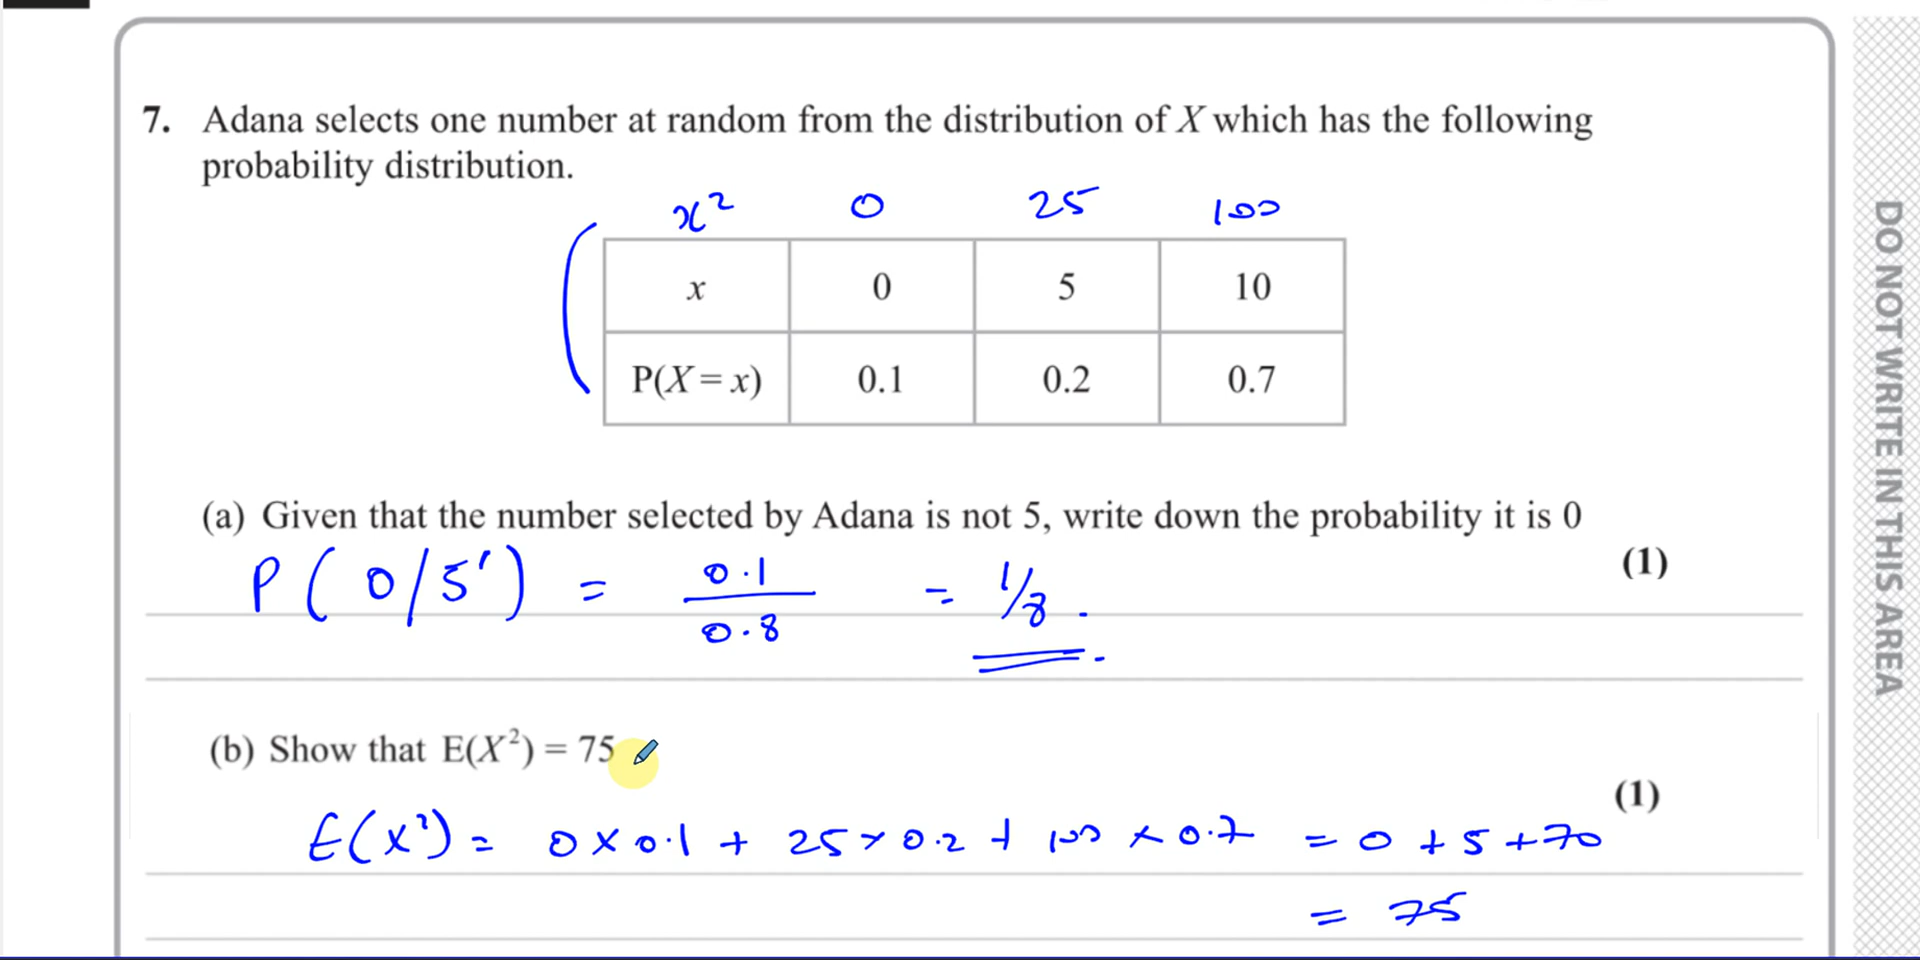 7. Adana selects one number at random from the distribution of X which has the following
probability distribution.
x² 0 25 100
x 0 5 10
P(X = x) 0.1 0.2 0.7
(a) Given that the number selected by Adana is not 5, write down the probability it is 0
(1)
P(0/5') = 0.1/0.8 = 1/8.
(b) Show that E(X²) = 75
(1)
E(X²) = 0 × 0.1 + 25 × 0.2 + 100 × 0.7 = 0 + 5 + 70
= 75
DO NOT WRITE IN THIS AREA